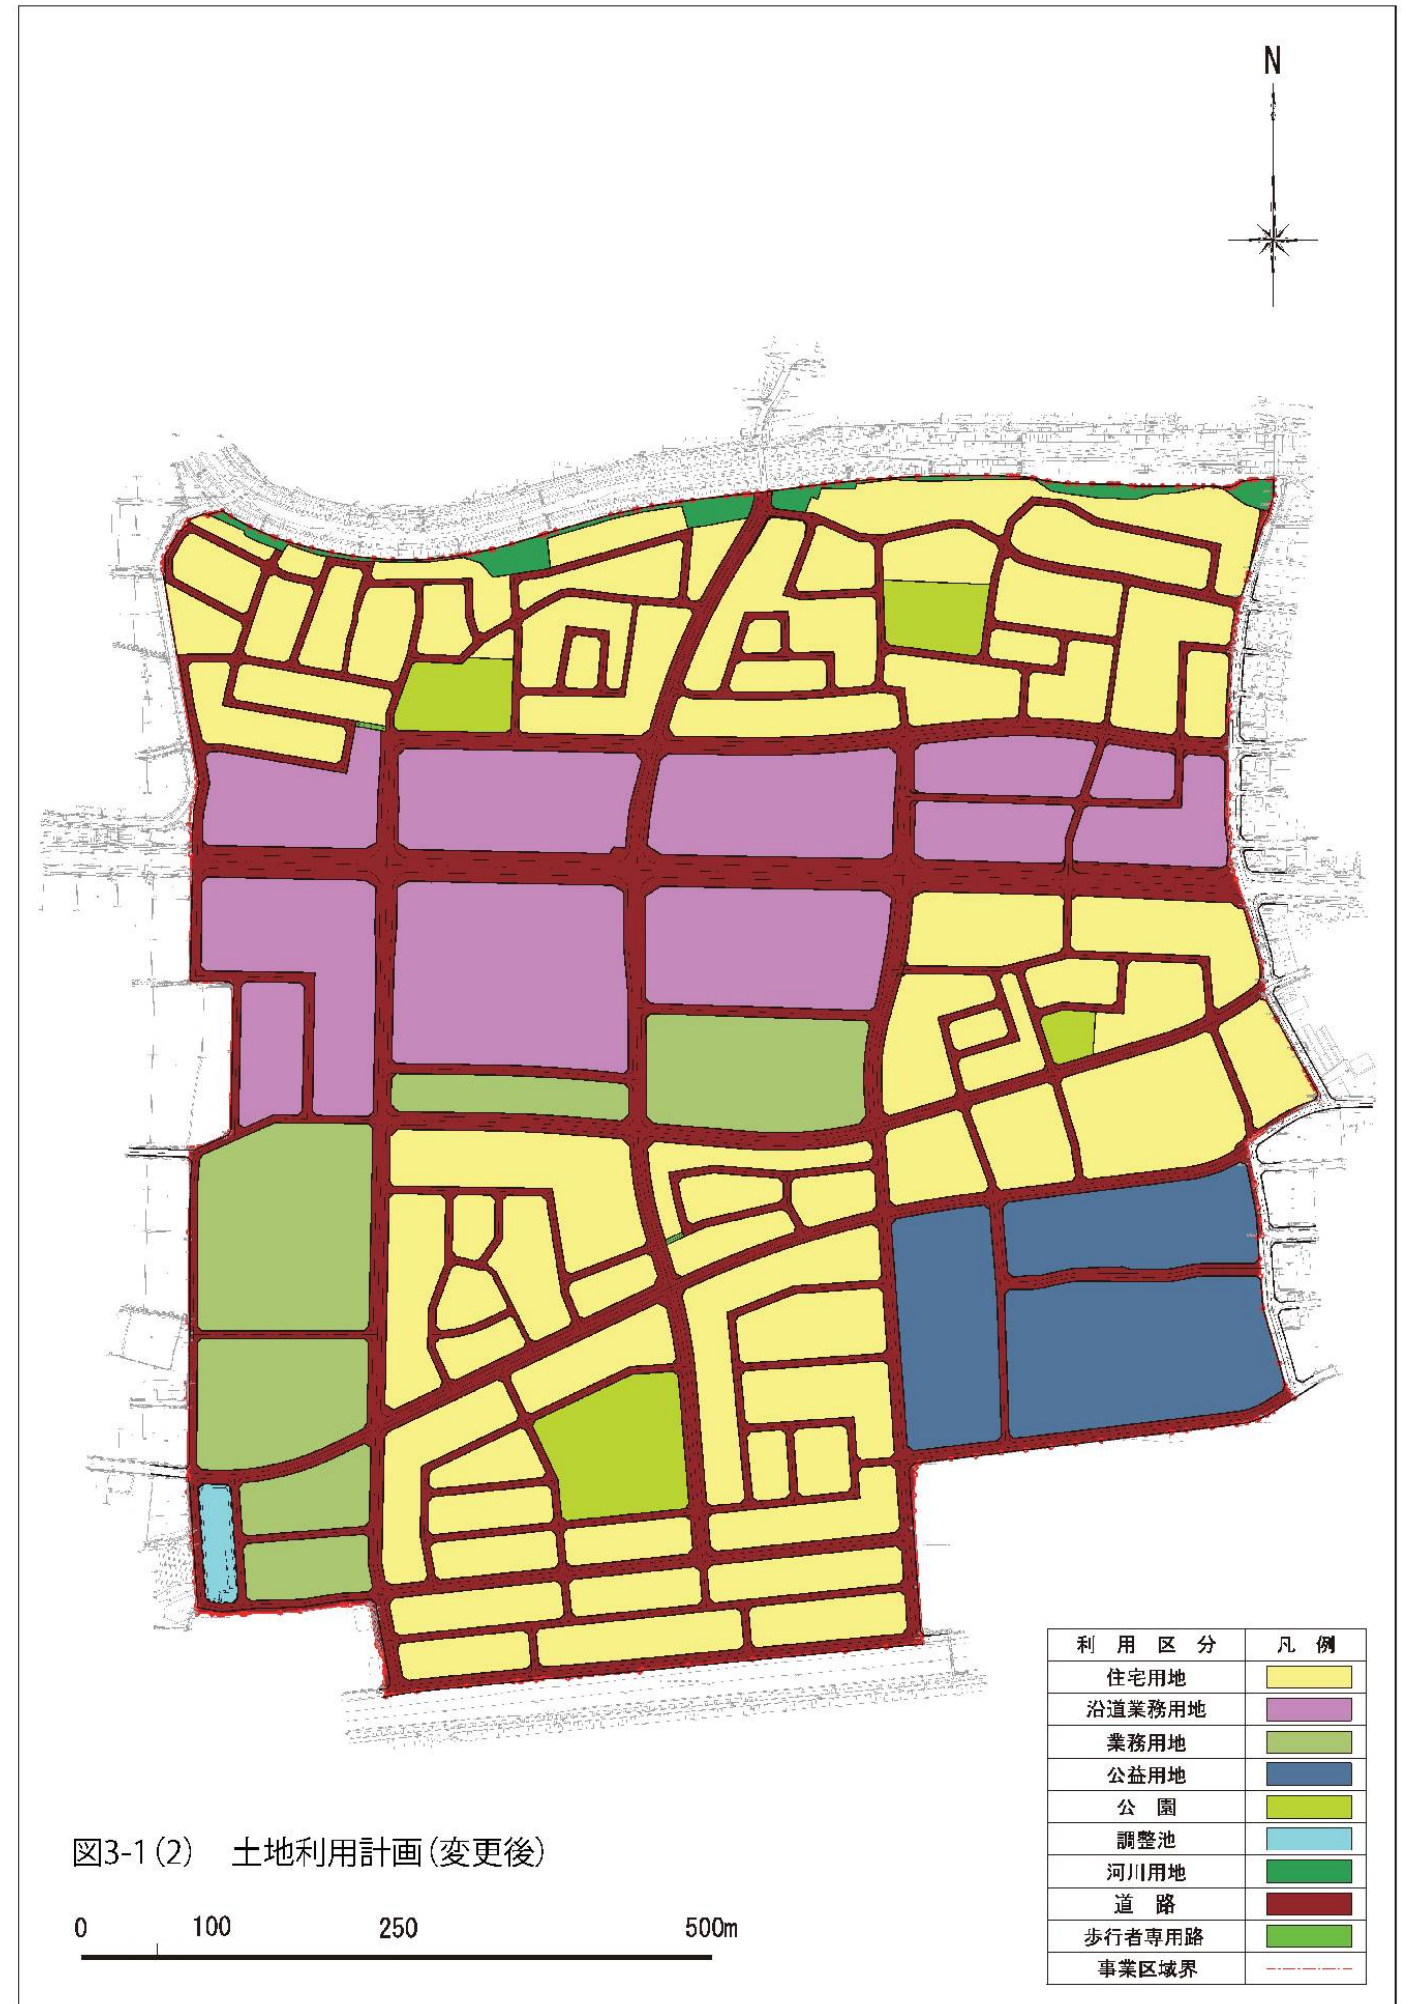 N
利用区分 凡例
住宅用地
沿道業務用地
業務用地
公益用地
公園
調整池
河川用地
道路
歩行者専用路
事業区域界
図3-1(2) 土地利用計画(変更後)
0 100 250 500m